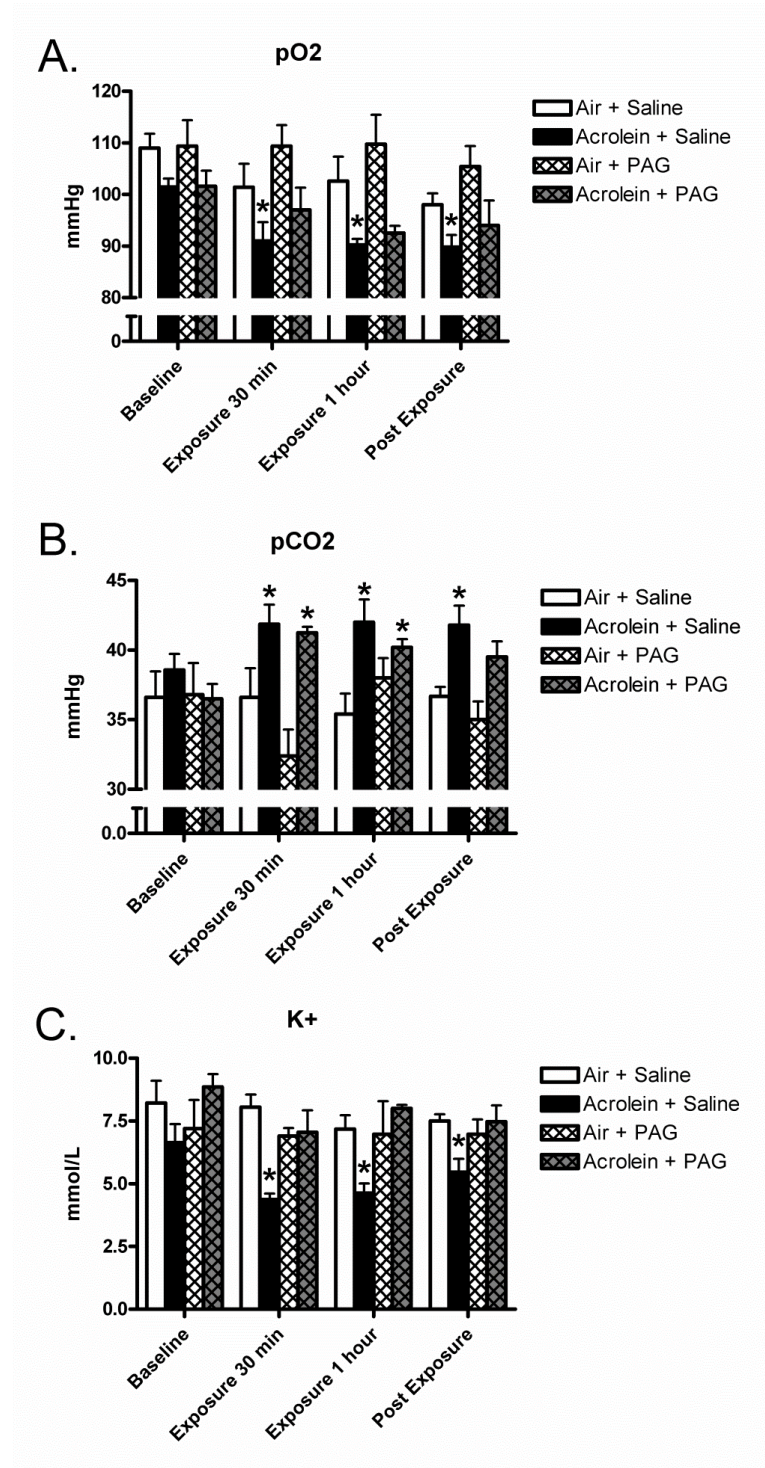 A.
pO2
120
110
100
90
80
0
mmHg
Baseline
Exposure 30 min
Exposure 1 hour
Post Exposure
Air + Saline
Acrolein + Saline
Air + PAG
Acrolein + PAG
*
*
*
B.
pCO2
45
40
35
30
0.0
mmHg
Baseline
Exposure 30 min
Exposure 1 hour
Post Exposure
Air + Saline
Acrolein + Saline
Air + PAG
Acrolein + PAG
*
*
*
*
*
C.
K+
10.0
7.5
5.0
2.5
0.0
mmol/L
Baseline
Exposure 30 min
Exposure 1 hour
Post Exposure
Air + Saline
Acrolein + Saline
Air + PAG
Acrolein + PAG
*
*
*